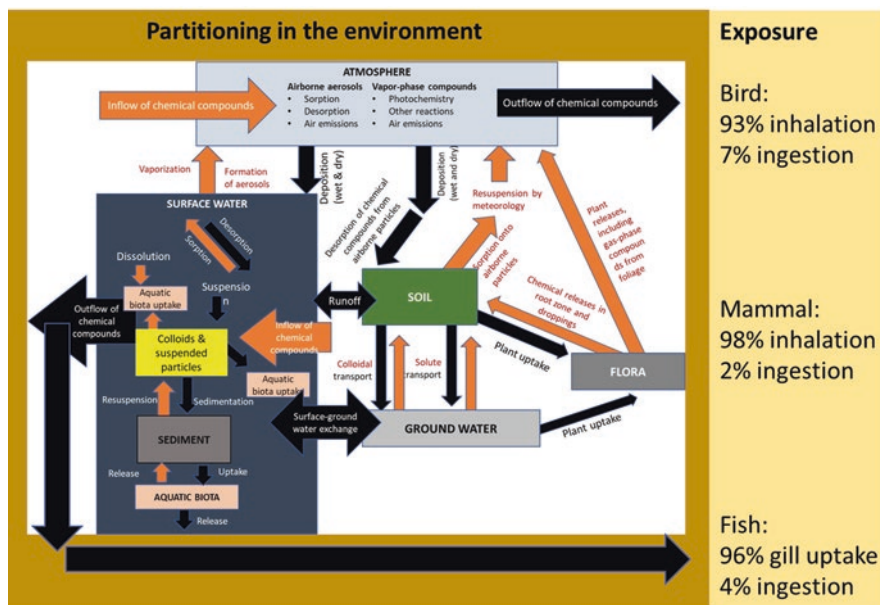 Partitioning in the environment
Exposure
ATMOSPHERE
Airborne aerosols
• Sorption
• Desorption
• Air emissions
Vapor-phase compounds
• Photochemistry
• Other reactions
• Air emissions
Inflow of chemical compounds
Outflow of chemical compounds
Bird:
93% inhalation
7% ingestion
Vaporization
Formation
of aerosols
Deposition
(wet & dry)
Deposition
(wet and dry)
Desorption of chemical
compounds from
airborne particles
Resuspension by
meteorology
Sorption onto
airborne
particles
Plant
releases, including
gas-phase
compoun
ds from
foliage
SURFACE WATER
Desorption
Sorption
Dissolution
Suspensio
n
Aquatic
biota uptake
Outflow of
chemical
compounds
Colloids &
suspended
particles
Inflow of
chemical
compounds
Aquatic
biota uptake
Runoff
SOIL
Chemical releases in
root zone and
droppings
Mammal:
98% inhalation
2% ingestion
Colloidal
transport
Solute
transport
Plant uptake
FLORA
Resuspension
Sedimentation
SEDIMENT
Surface-ground
water exchange
GROUND WATER
Plant uptake
Release
Uptake
AQUATIC BIOTA
Release
Fish:
96% gill uptake
4% ingestion